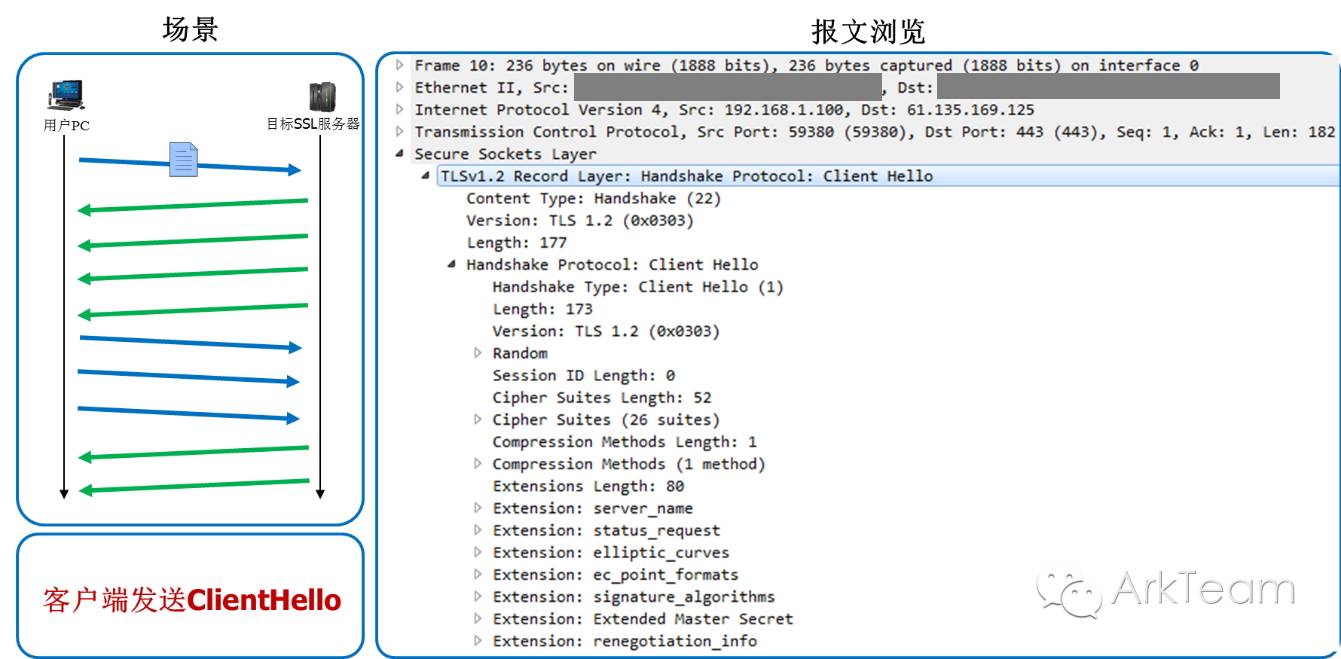 场景
用户PC
目标SSL服务器
客户端发送ClientHello
报文浏览
Frame 10: 236 bytes on wire (1888 bits), 236 bytes captured (1888 bits) on interface 0
Ethernet II, Src: , Dst:
Internet Protocol Version 4, Src: 192.168.1.100, Dst: 61.135.169.125
Transmission Control Protocol, Src Port: 59380 (59380), Dst Port: 443 (443), Seq: 1, Ack: 1, Len: 182
Secure Sockets Layer
TLSv1.2 Record Layer: Handshake Protocol: Client Hello
Content Type: Handshake (22)
Version: TLS 1.2 (0x0303)
Length: 177
Handshake Protocol: Client Hello
Handshake Type: Client Hello (1)
Length: 173
Version: TLS 1.2 (0x0303)
Random
Session ID Length: 0
Cipher Suites Length: 52
Cipher Suites (26 suites)
Compression Methods Length: 1
Compression Methods (1 method)
Extensions Length: 80
Extension: server_name
Extension: status_request
Extension: elliptic_curves
Extension: ec_point_formats
Extension: signature_algorithms
Extension: Extended Master Secret
Extension: renegotiation_info
ArkTeam